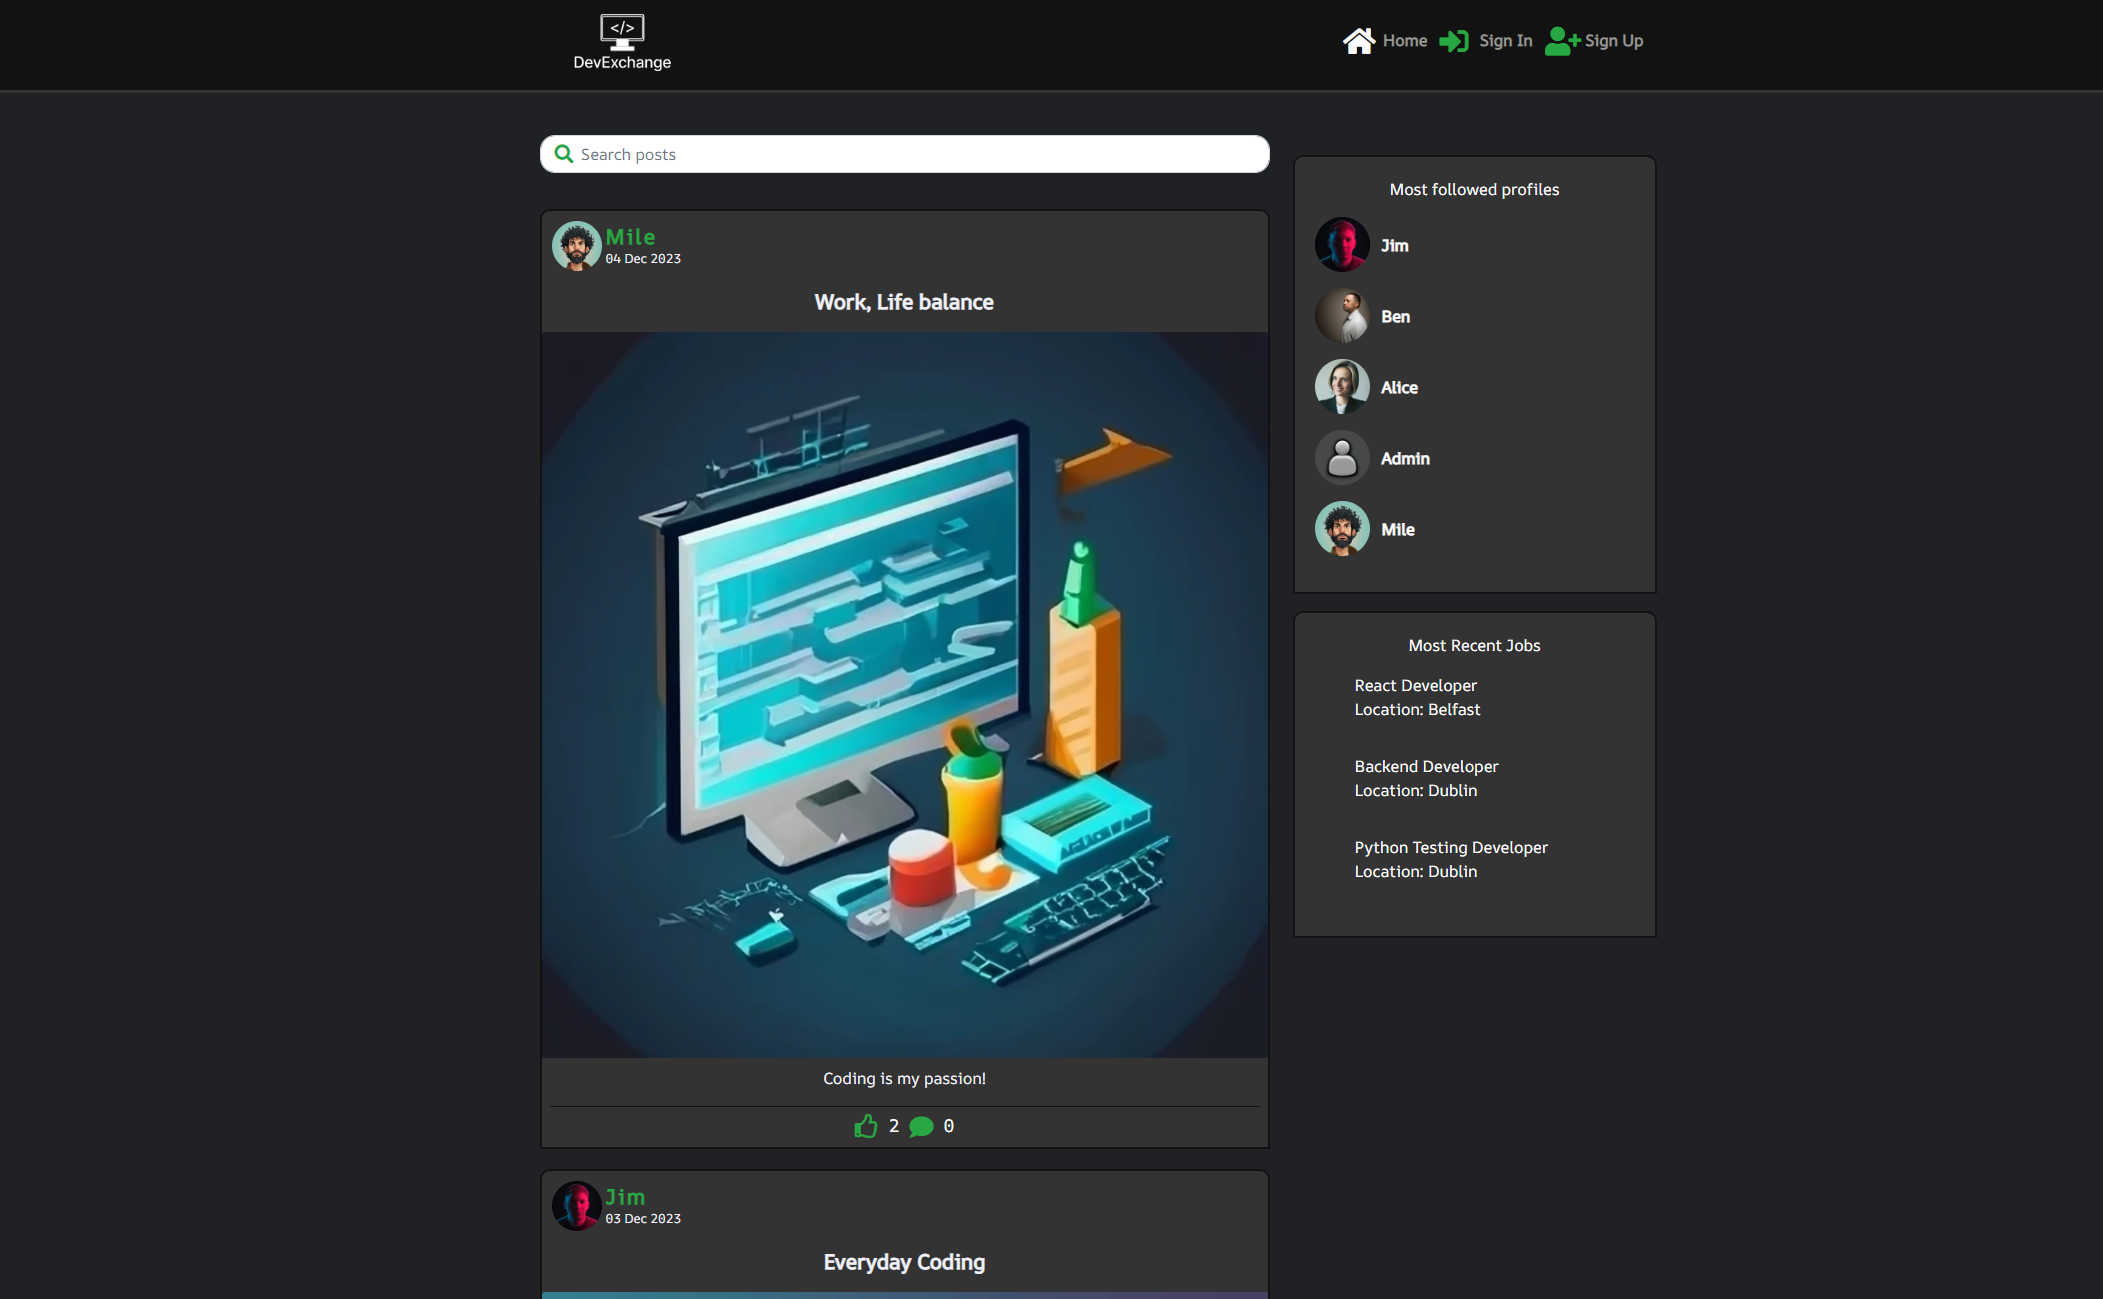 </>
DevExchange
Home Sign In Sign Up
Search posts
Mile
04 Dec 2023
Work, Life balance
Coding is my passion!
2 0
Jim
03 Dec 2023
Everyday Coding
Most followed profiles
Jim
Ben
Alice
Admin
Mile
Most Recent Jobs
React Developer
Location: Belfast
Backend Developer
Location: Dublin
Python Testing Developer
Location: Dublin